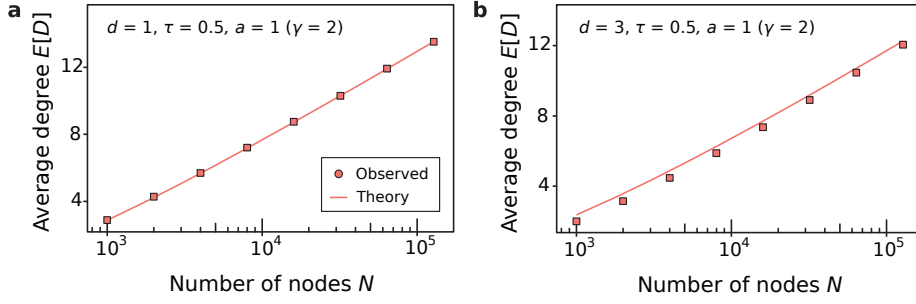 a
d = 1, τ = 0.5, a = 1 (γ = 2)
Average degree E[D]
12
8
4
Observed
Theory
10³
10⁴
10⁵
Number of nodes N
b
d = 3, τ = 0.5, a = 1 (γ = 2)
Average degree E[D]
12
8
4
10³
10⁴
10⁵
Number of nodes N